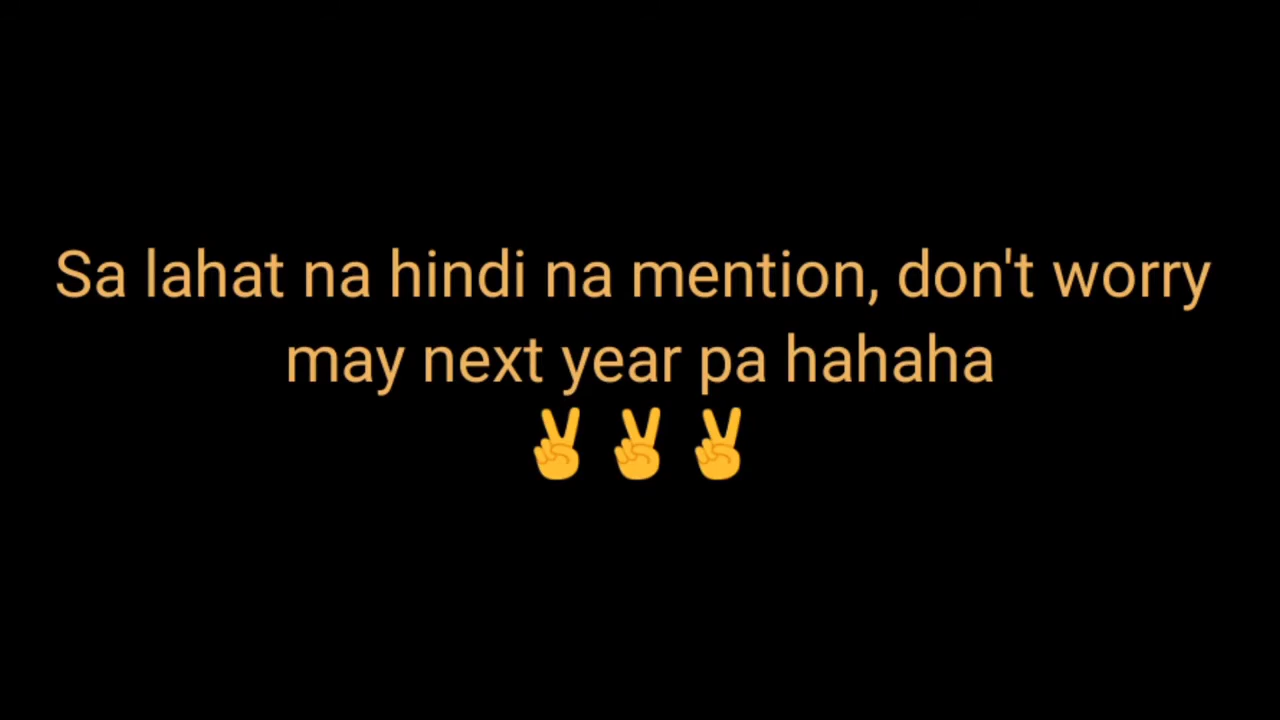 Sa lahat na hindi na mention, don't worry
may next year pa hahaha
✌✌✌